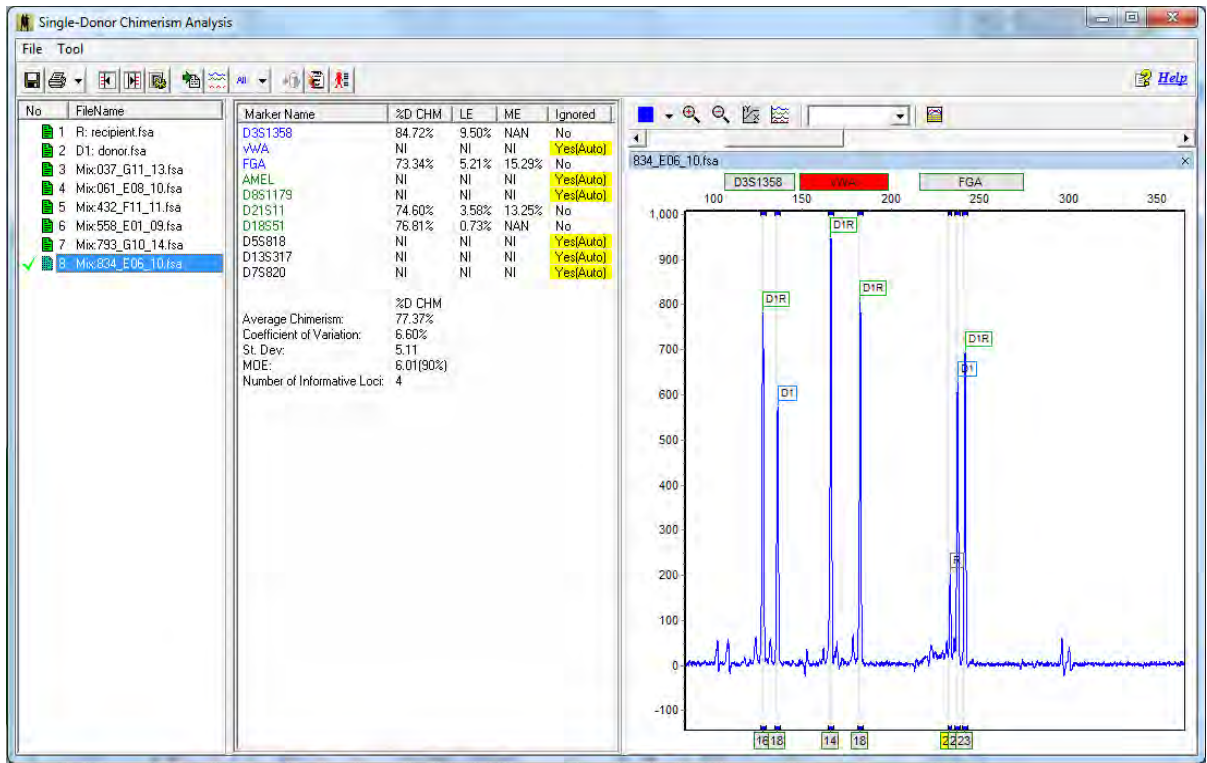 Single-Donor Chimerism Analysis
File Tool
All
Help
No FileName
1 R: recipient.fsa
2 D1: donor.fsa
3 Mix:037_G11_13.fsa
4 Mix:061_E08_10.fsa
5 Mix:432_F11_11.fsa
6 Mix:558_E01_09.fsa
7 Mix:793_G10_14.fsa
8 Mix:834_E06_10.fsa
Marker Name %D CHM LE ME Ignored
D3S1358 84.72% 9.50% NAN No
vWA NI NI NI Yes(Auto)
FGA 73.34% 5.21% 15.29% No
AMEL NI NI NI Yes(Auto)
D8S1179 NI NI NI Yes(Auto)
D21S11 74.60% 3.58% 13.25% No
D18S51 76.81% 0.73% NAN No
D5S818 NI NI NI Yes(Auto)
D13S317 NI NI NI Yes(Auto)
D7S820 NI NI NI Yes(Auto)
%D CHM
Average Chimerism: 77.37%
Coefficient of Variation: 6.60%
St. Dev: 5.11
MOE: 6.01(90%)
Number of Informative Loci: 4
834_E06_10.fsa
D3S1358 vWA FGA
100 150 200 250 300 350
1,000
900
800
700
600
500
400
300
200
100
0
-100
D1R
D1R
D1R
D1R
D1
D1
R
16 18 14 18 2 22 23